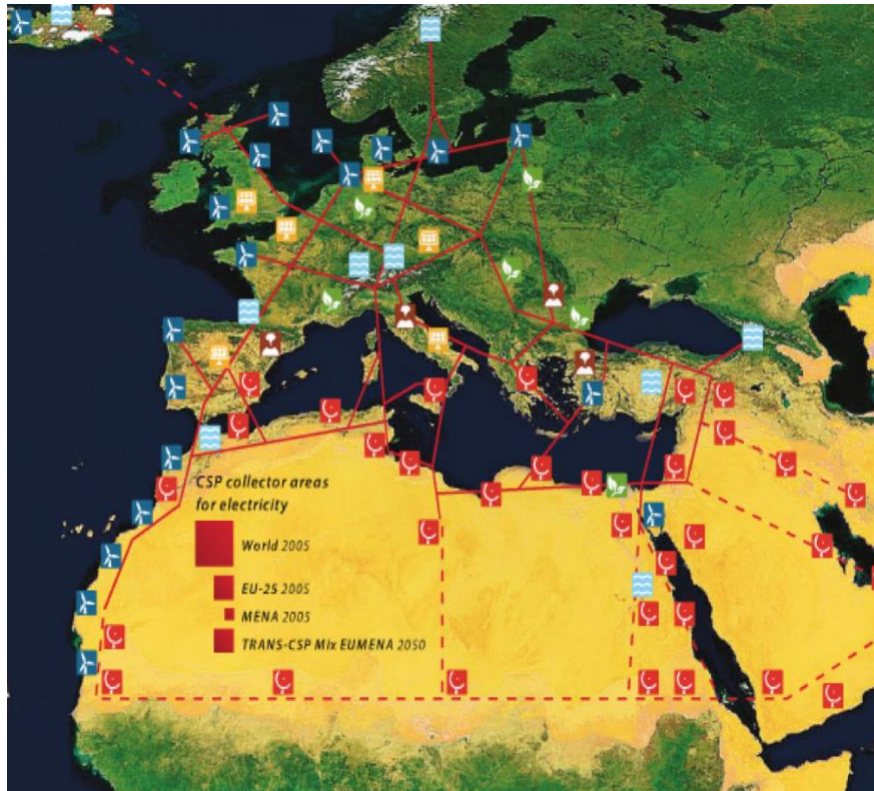 CSP collector areas
for electricity
World 2005
EU-25 2005
MENA 2005
TRANS-CSP Mix EUMENA 2050